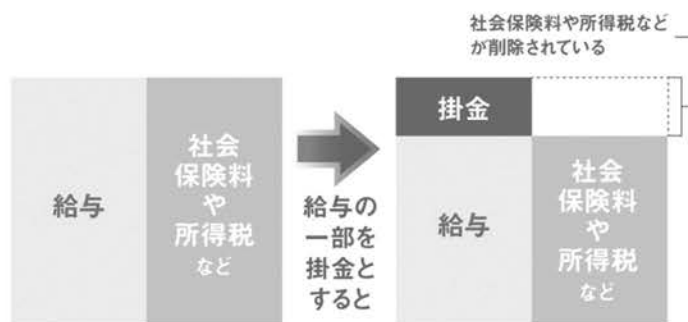 社会保険料や所得税など
が削除されている
給与
社会
保険料
や
所得税
など
給与の
一部を
掛金と
すると
掛金
給与
社会
保険料
や
所得税
など